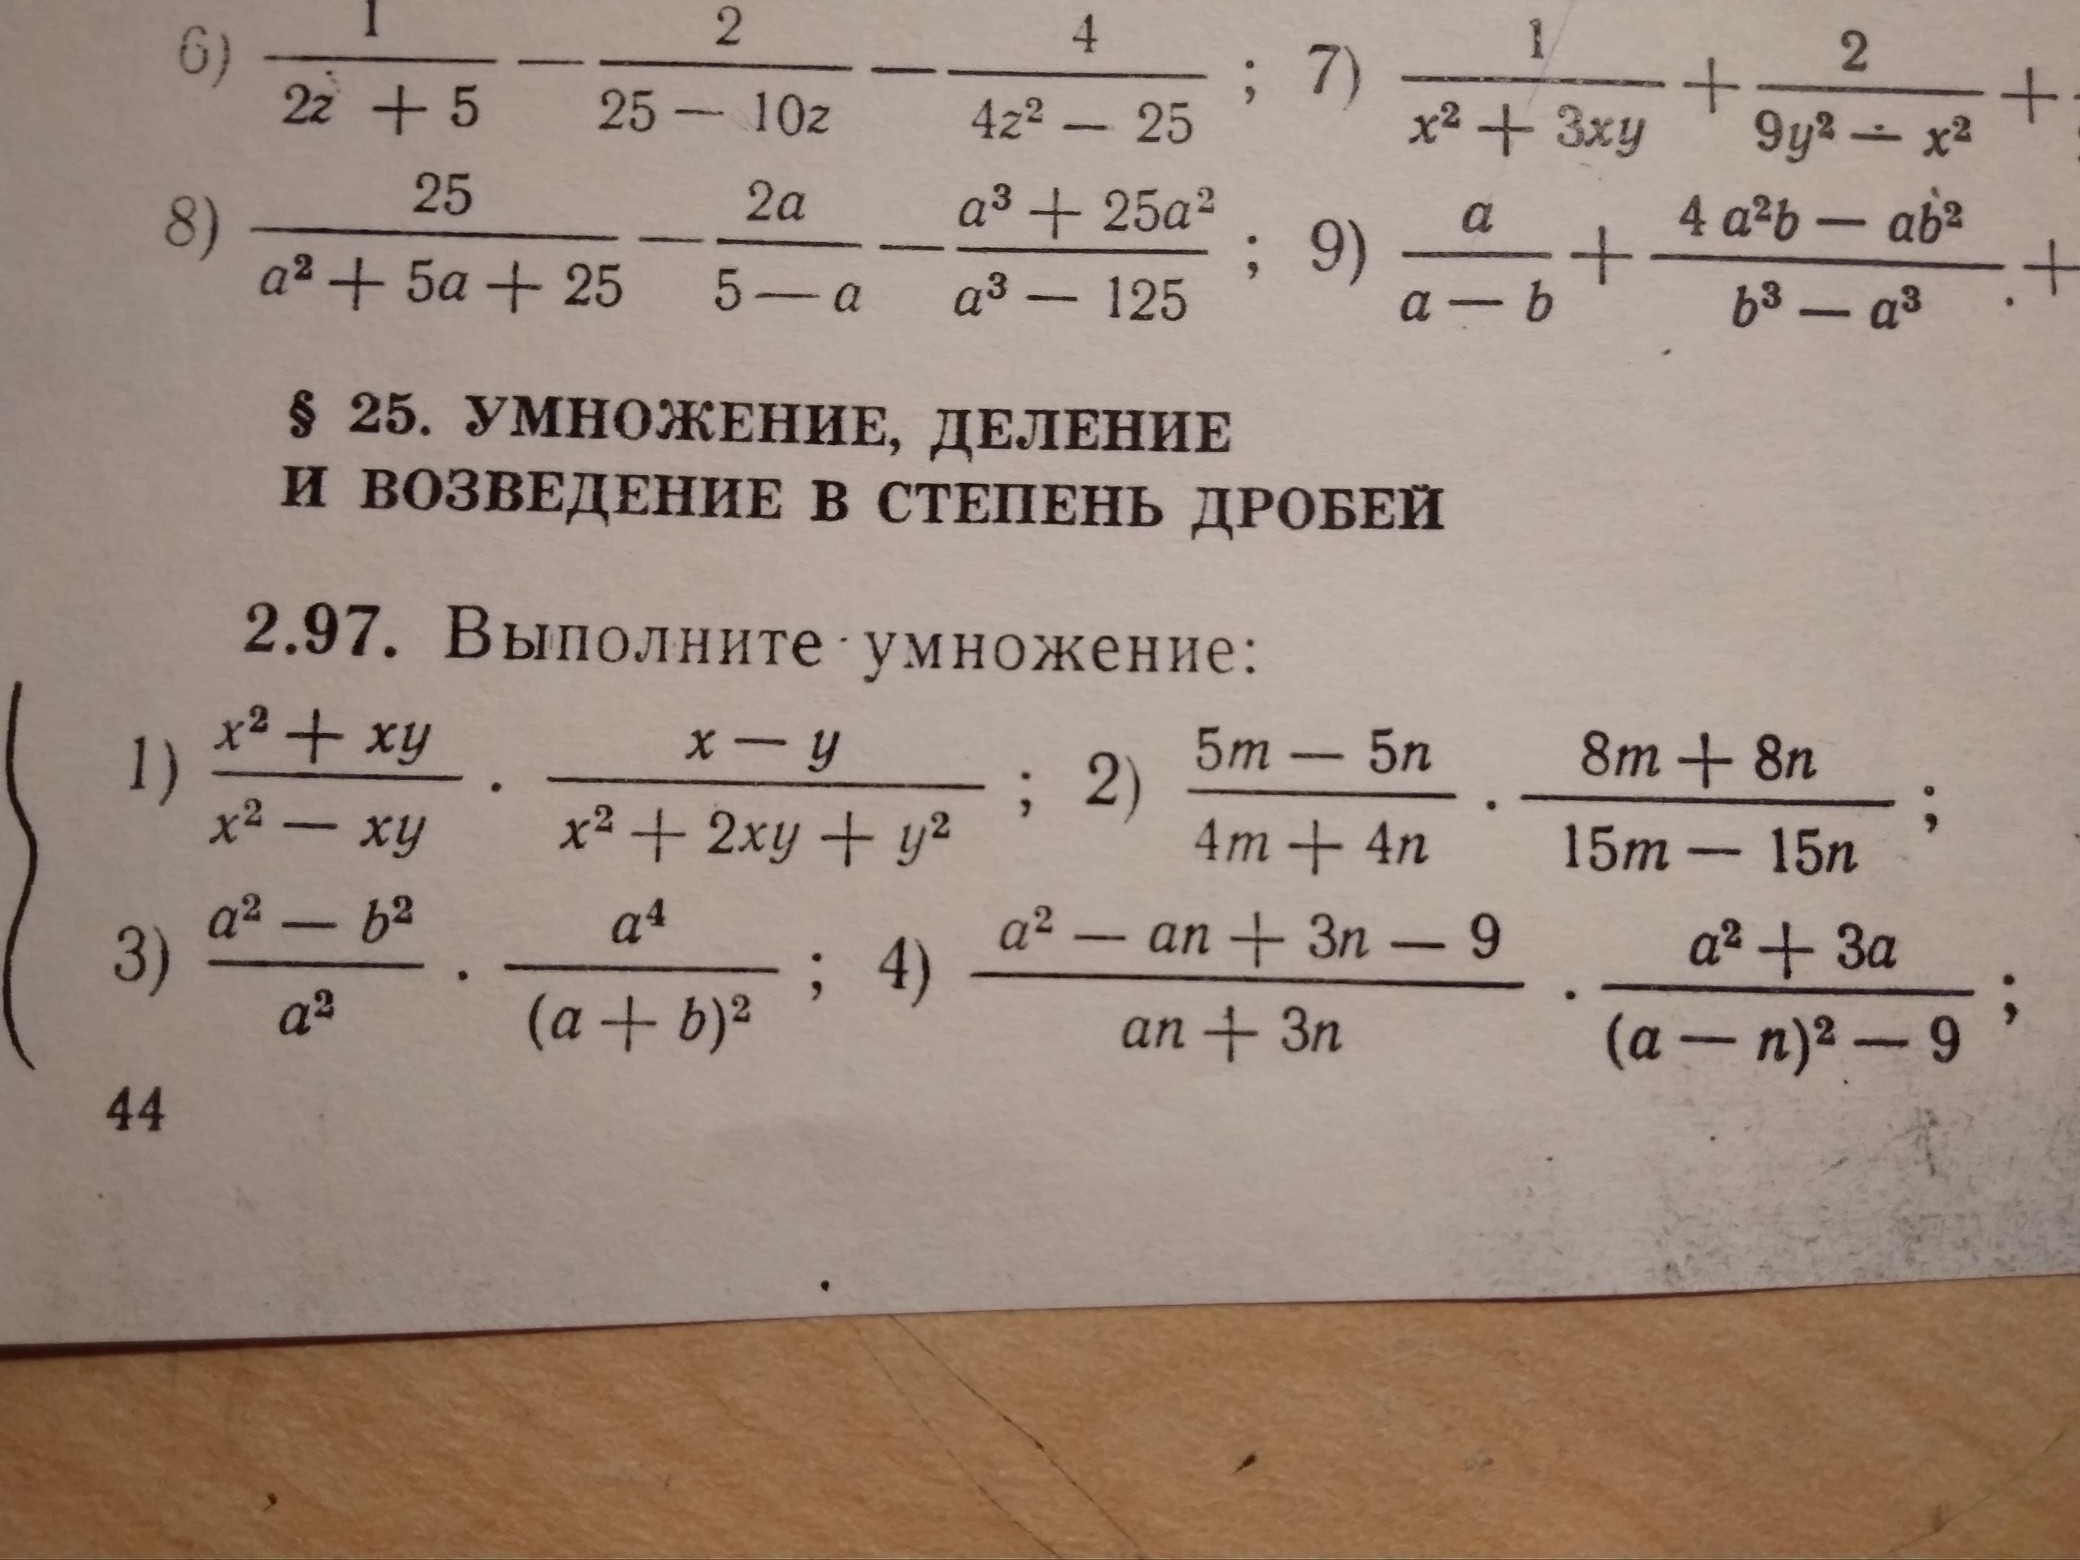 6) 1/(2z + 5) — 2/(25 — 10z) — 4/(4z² — 25) ; 7) 1/(x² + 3xy) + 2/(9y² — x²) +
8) 25/(a² + 5a + 25) — 2a/(5 — a) — (a³ + 25a²)/(a³ — 125) ; 9) a/(a — b) + (4a²b — ab²)/(b³ — a³) +
§ 25. УМНОЖЕНИЕ, ДЕЛЕНИЕ
И ВОЗВЕДЕНИЕ В СТЕПЕНЬ ДРОБЕЙ
2.97. Выполните умножение:
1) (x² + xy)/(x² — xy) · (x — y)/(x² + 2xy + y²) ; 2) (5m — 5n)/(4m + 4n) · (8m + 8n)/(15m — 15n) ;
3) (a² — b²)/a² · a⁴/(a + b)² ; 4) (a² — an + 3n — 9)/(an + 3n) · (a² + 3a)/((a — n)² — 9) ;
44